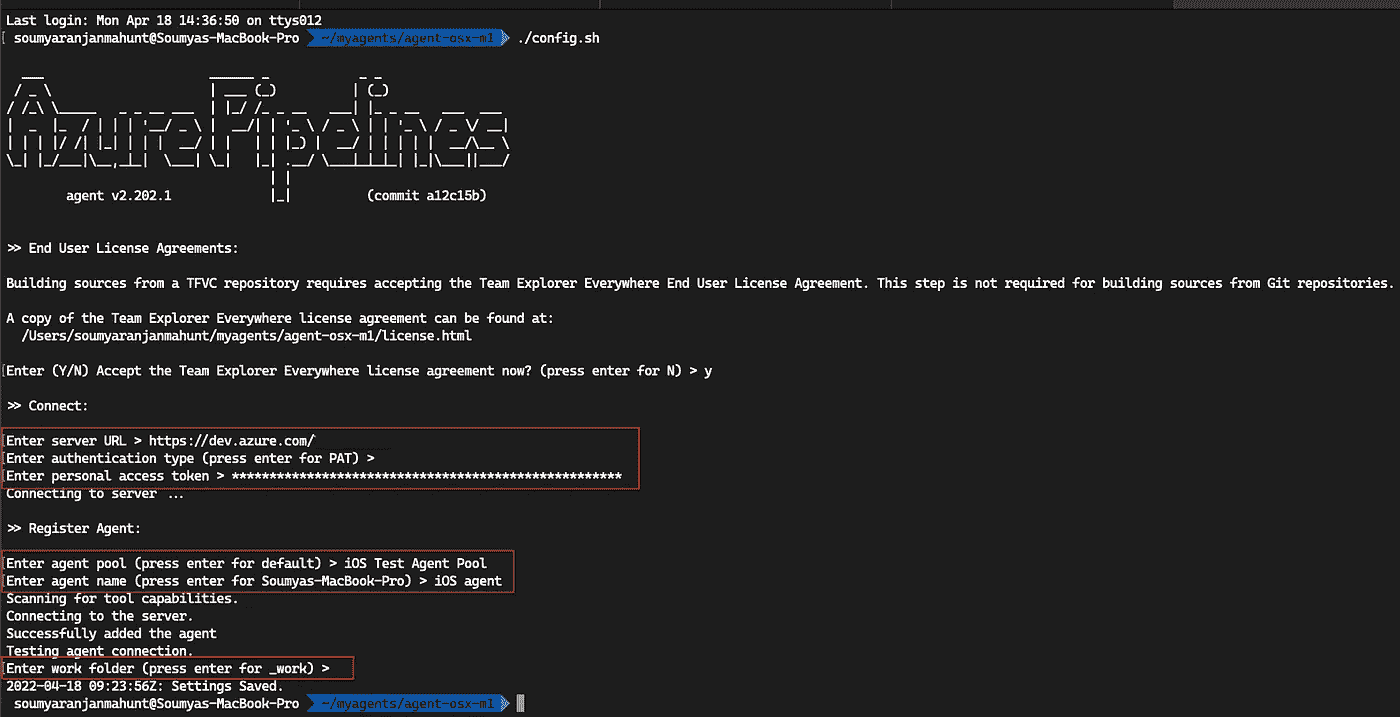 Last login: Mon Apr 18 14:36:50 on ttys012
soumyaranjanmahunt@Soumyas-MacBook-Pro ~/myagents/agent-osx-m1 ./config.sh
AzurePipelines
agent v2.202.1 (commit a12c15b)
>> End User License Agreements:
Building sources from a TFVC repository requires accepting the Team Explorer Everywhere End User License Agreement. This step is not required for building sources from Git repositories.
A copy of the Team Explorer Everywhere license agreement can be found at:
/Users/soumyaranjanmahunt/myagents/agent-osx-m1/license.html
Enter (Y/N) Accept the Team Explorer Everywhere license agreement now? (press enter for N) > y
>> Connect:
Enter server URL > https://dev.azure.com/
Enter authentication type (press enter for PAT) >
Enter personal access token > ****************************************************
Connecting to server ...
>> Register Agent:
Enter agent pool (press enter for default) > iOS Test Agent Pool
Enter agent name (press enter for Soumyas-MacBook-Pro) > iOS agent
Scanning for tool capabilities.
Connecting to the server.
Successfully added the agent
Testing agent connection.
Enter work folder (press enter for _work) >
2022-04-18 09:23:56Z: Settings Saved.
soumyaranjanmahunt@Soumyas-MacBook-Pro ~/myagents/agent-osx-m1